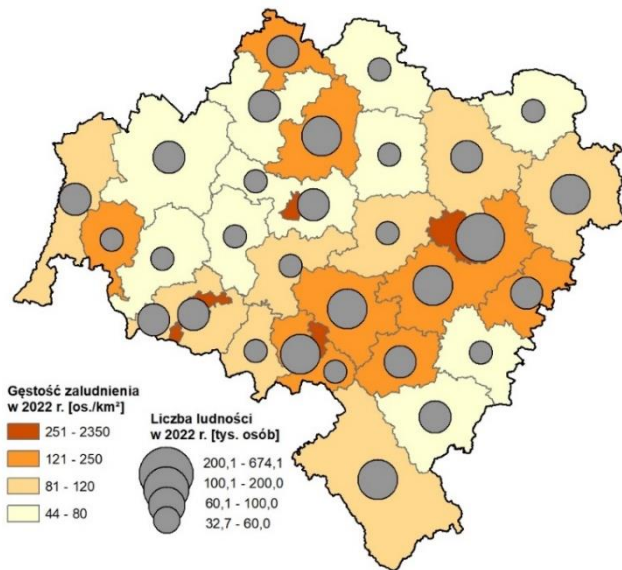 Gęstość zaludnienia
w 2022 r. [os./km²]
251 - 2350
121 - 250
81 - 120
44 - 80
Liczba ludności
w 2022 r. [tys. osób]
200,1 - 674,1
100,1 - 200,0
60,1 - 100,0
32,7 - 60,0